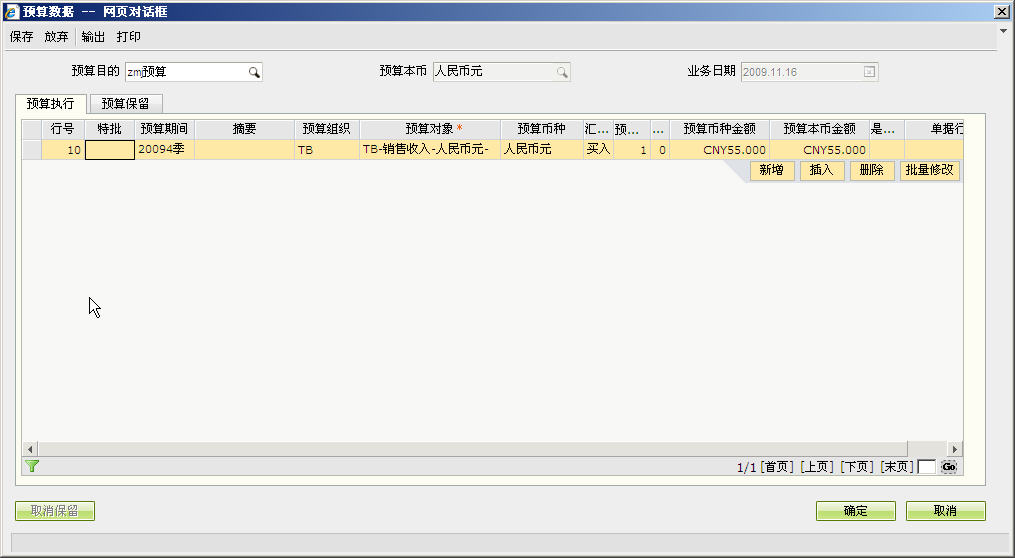 预算数据 -- 网页对话框
保存 放弃 输出 打印
预算目的 zmj预算 预算本币 人民币元 业务日期 2009.11.16
预算执行 预算保留
行号 特批 预算期间 摘要 预算组织 预算对象* 预算币种 汇... 预... ... 预算币种金额 预算本币金额 是... 单据行
10 20094季 TB TB-销售收入-人民币元- 人民币元 买入 1 0 CNY55.000 CNY55.000
新增 插入 删除 批量修改
1/1 [首页] [上页] [下页] [末页] Go
取消保留 确定 取消